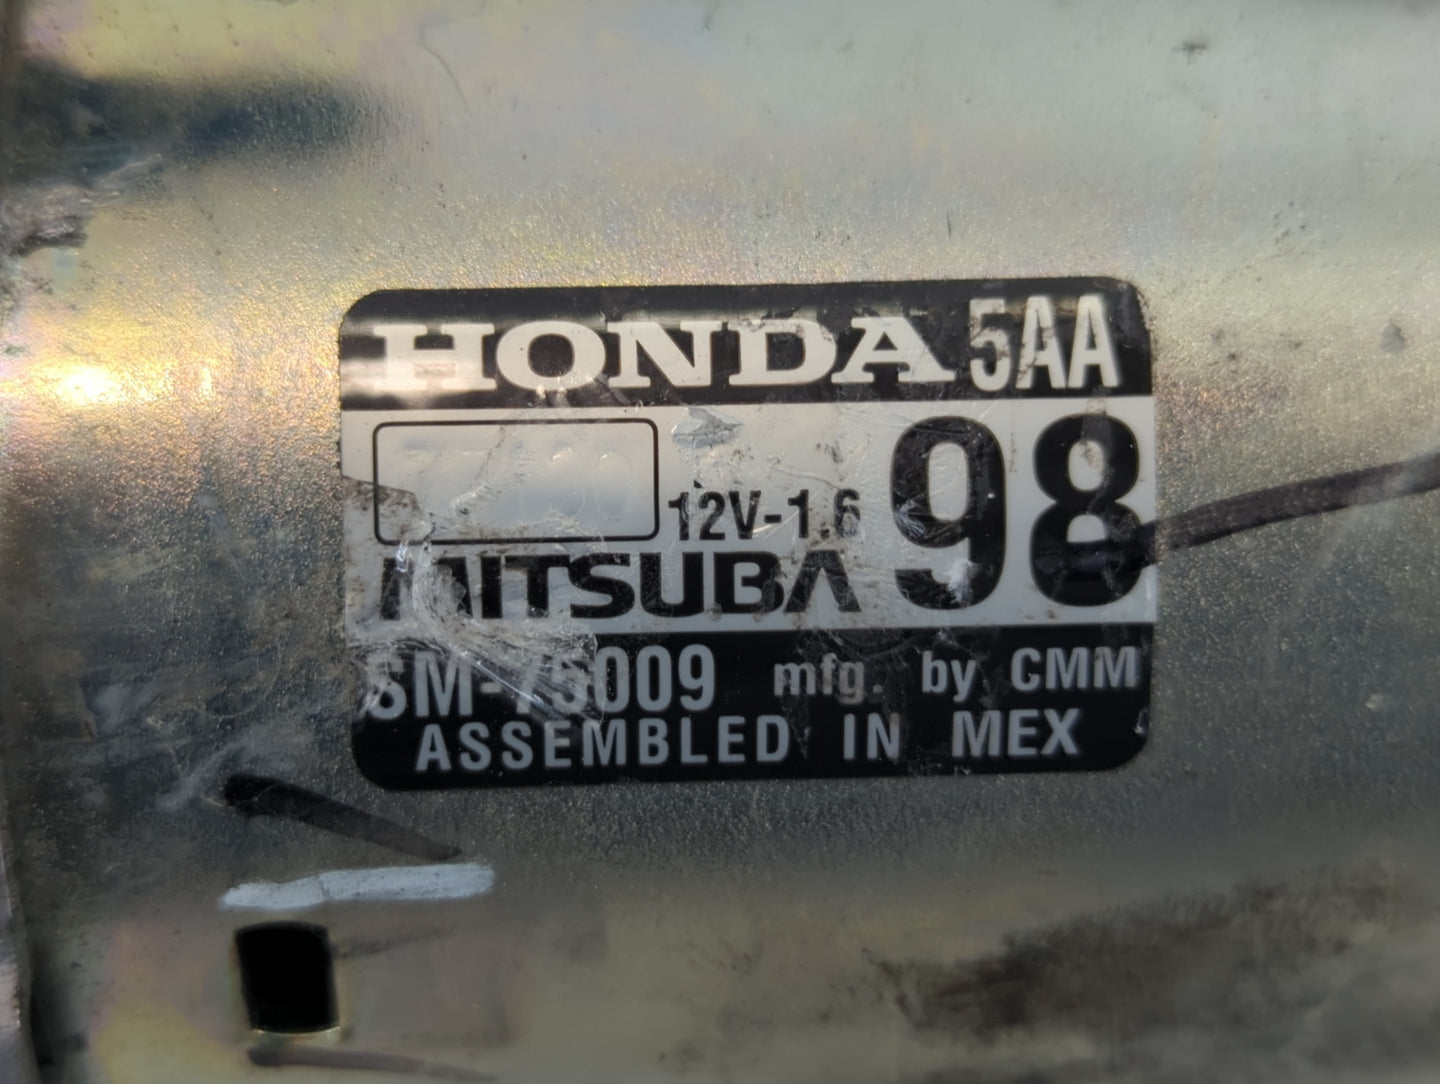 HONDA 5AA
12V-1.6 98
MITSUBA
SM-75009 mfg. by CMM
ASSEMBLED IN MEX